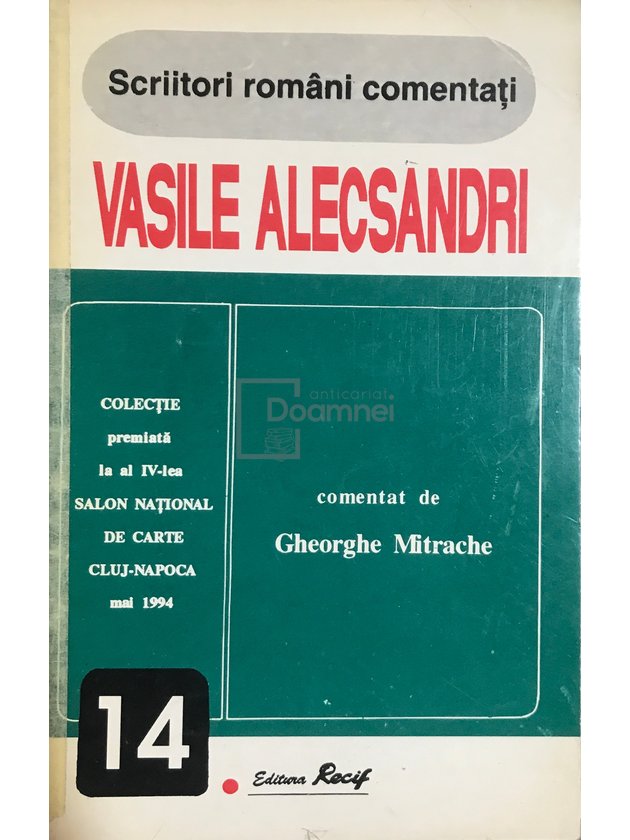 Scriitori români comentați
VASILE ALECSANDRI
COLECȚIE
premiată
la al IV-lea
SALON NAȚIONAL
DE CARTE
CLUJ-NAPOCA
mai 1994
anticariat
Doamnei
comentat de
Gheorghe Mitrache
14
Editura Recif